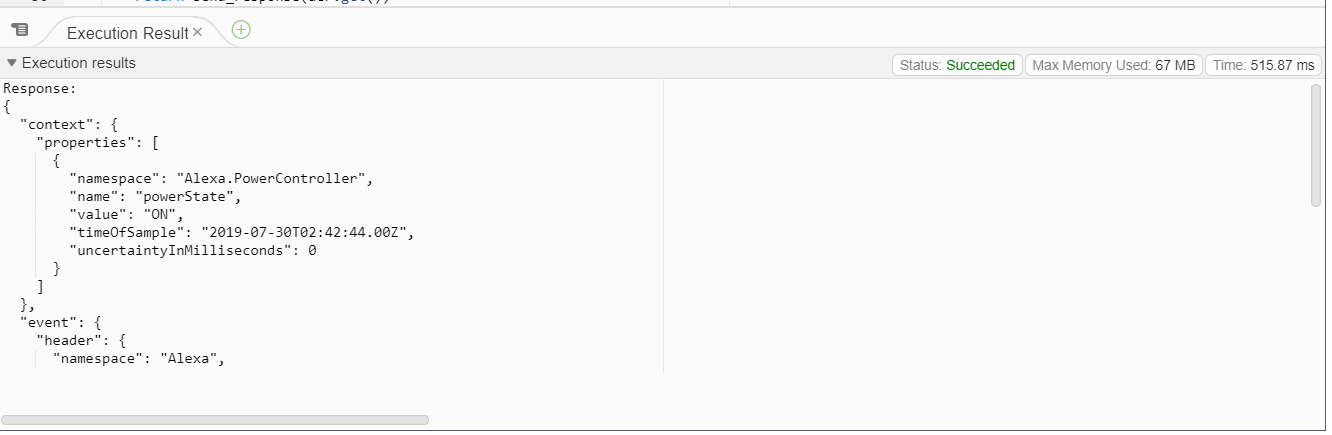 Execution Result
Execution results
Status: Succeeded
Max Memory Used: 67 MB
Time: 515.87 ms
Response:
{
  "context": {
    "properties": [
      {
        "namespace": "Alexa.PowerController",
        "name": "powerState",
        "value": "ON",
        "timeOfSample": "2019-07-30T02:42:44.00Z",
        "uncertaintyInMilliseconds": 0
      }
    ]
  },
  "event": {
    "header": {
      "namespace": "Alexa",